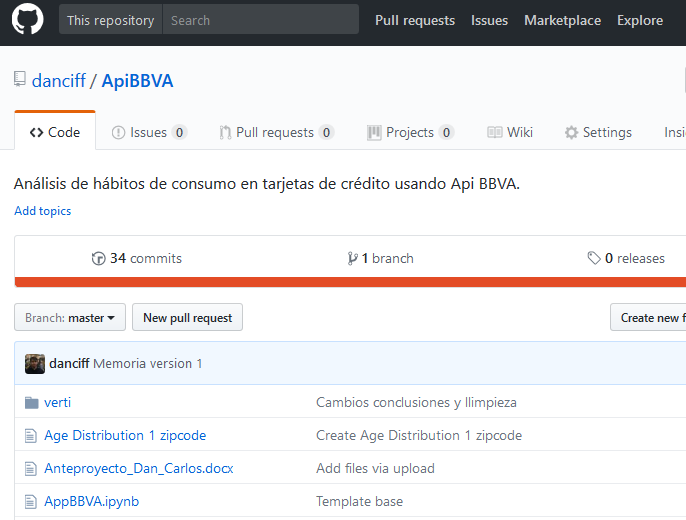 This repository Search Pull requests Issues Marketplace Explore
danciff / ApiBBVA
Code Issues 0 Pull requests 0 Projects 0 Wiki Settings Insi
Análisis de hábitos de consumo en tarjetas de crédito usando Api BBVA.
Add topics
34 commits 1 branch 0 releases
Branch: master New pull request Create new f
danciff Memoria version 1
verti Cambios conclusiones y llimpieza
Age Distribution 1 zipcode Create Age Distribution 1 zipcode
Anteproyecto_Dan_Carlos.docx Add files via upload
AppBBVA.ipynb Template base